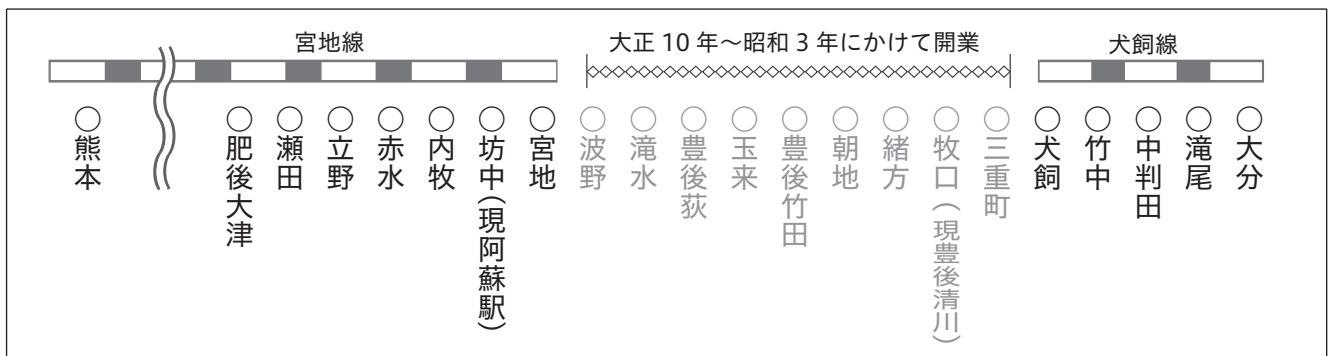 宮地線
大正 10 年～昭和 3 年にかけて開業
犬飼線
熊本
肥後大津
瀬田
立野
赤水
内牧
坊中(現阿蘇駅)
宮地
波野
滝水
豊後荻
玉来
豊後竹田
朝地
緒方
牧口(現豊後清川)
三重町
犬飼
竹中
中判田
滝尾
大分